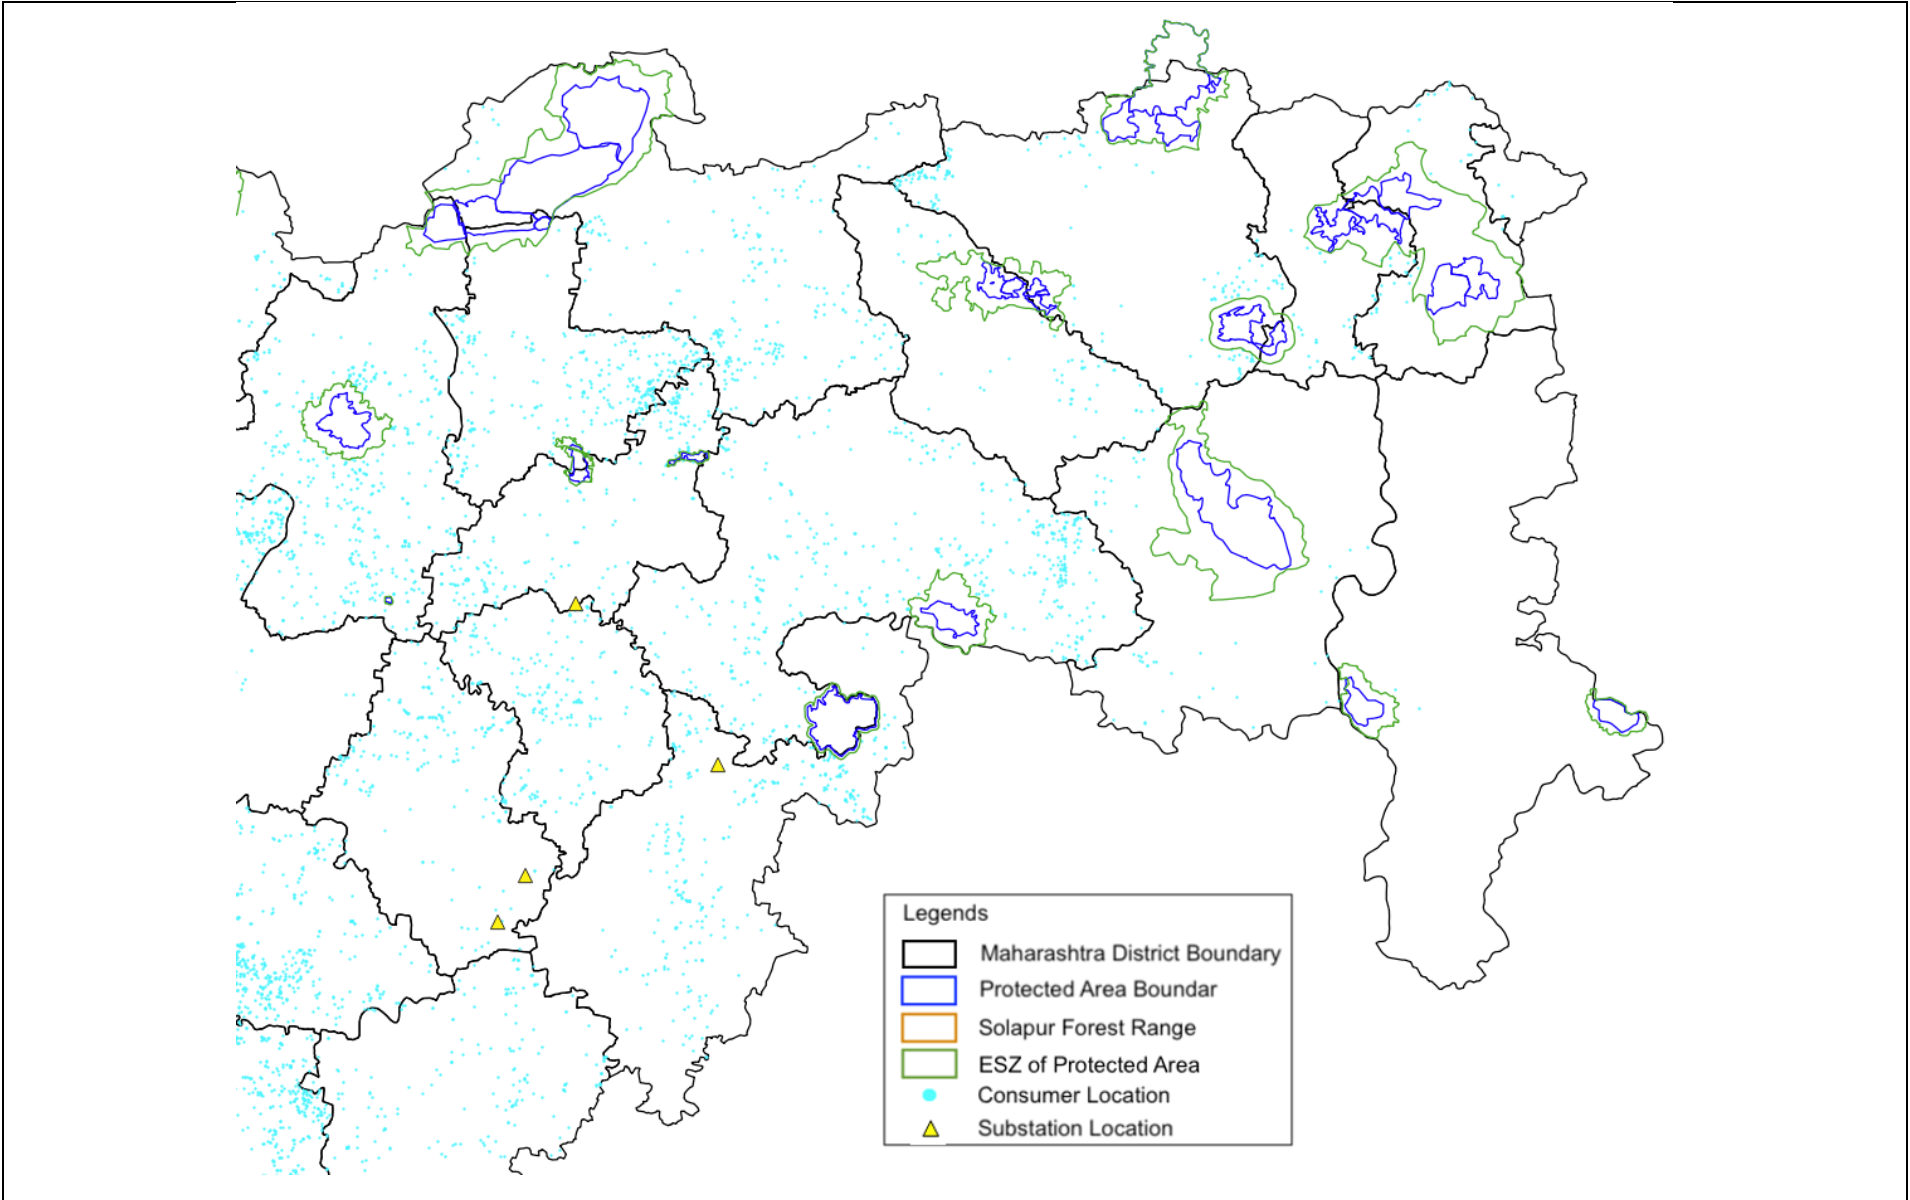 Legends
Maharashtra District Boundary
Protected Area Boundar
Solapur Forest Range
ESZ of Protected Area
Consumer Location
Substation Location